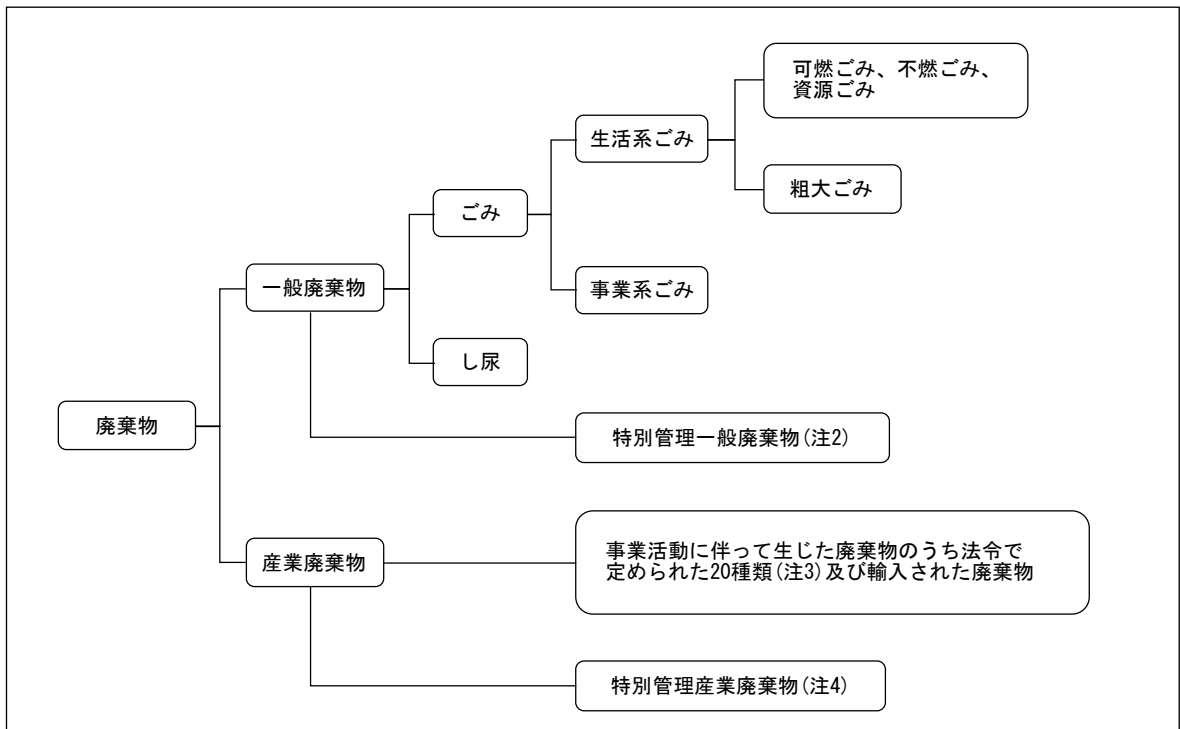 可燃ごみ、不燃ごみ、
資源ごみ
生活系ごみ
粗大ごみ
ごみ
一般廃棄物
事業系ごみ
し尿
廃棄物
特別管理一般廃棄物(注2)
産業廃棄物
事業活動に伴って生じた廃棄物のうち法令で
定められた20種類(注3)及び輸入された廃棄物
特別管理産業廃棄物(注4)